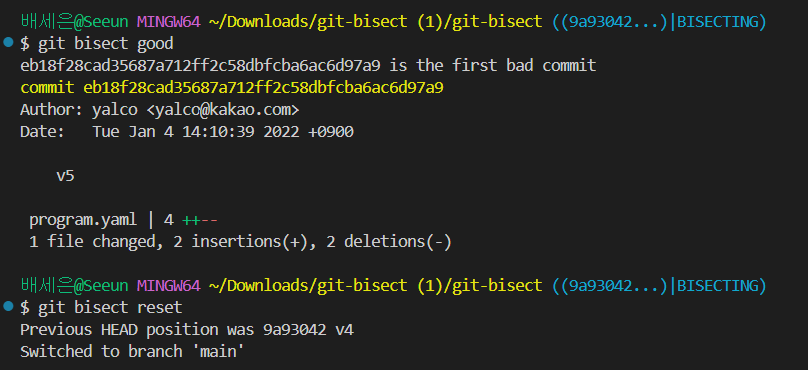 배세은@Seeun MINGW64 ~/Downloads/git-bisect (1)/git-bisect ((9a93042...)|BISECTING)
$ git bisect good
eb18f28cad35687a712ff2c58dbfcba6ac6d97a9 is the first bad commit
commit eb18f28cad35687a712ff2c58dbfcba6ac6d97a9
Author: yalco <yalco@kakao.com>
Date:   Tue Jan 4 14:10:39 2022 +0900
v5
program.yaml | 4 ++--
1 file changed, 2 insertions(+), 2 deletions(-)
배세은@Seeun MINGW64 ~/Downloads/git-bisect (1)/git-bisect ((9a93042...)|BISECTING)
$ git bisect reset
Previous HEAD position was 9a93042 v4
Switched to branch 'main'